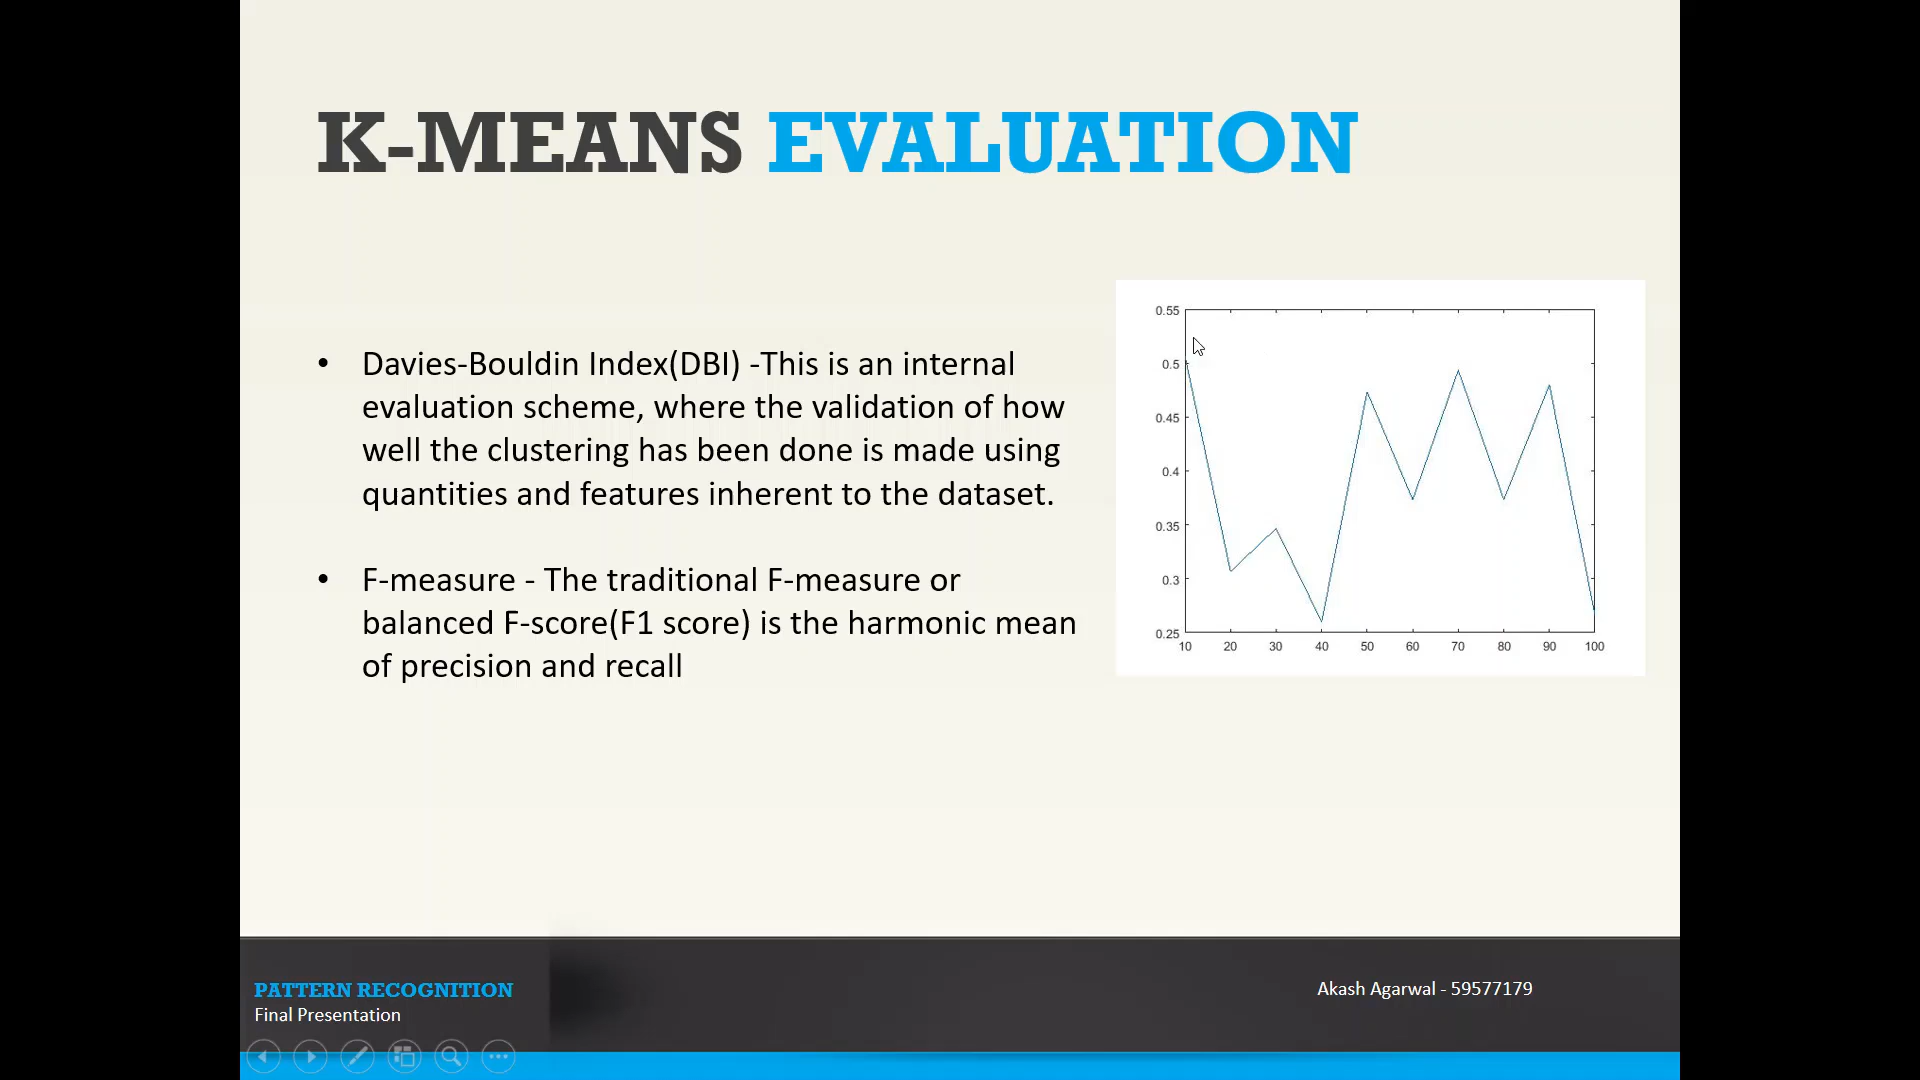 K-MEANS EVALUATION
• Davies-Bouldin Index(DBI) -This is an internal
evaluation scheme, where the validation of how
well the clustering has been done is made using
quantities and features inherent to the dataset.
• F-measure - The traditional F-measure or
balanced F-score(F1 score) is the harmonic mean
of precision and recall
0.55
0.5
0.45
0.4
0.35
0.3
0.25
10 20 30 40 50 60 70 80 90 100
PATTERN RECOGNITION
Final Presentation
Akash Agarwal - 59577179